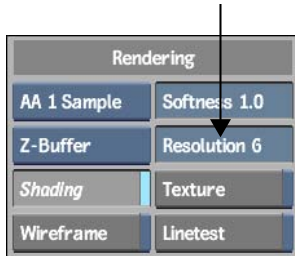 Rendering
AA 1 Sample Softness 1.0
Z-Buffer Resolution 6
Shading Texture
Wireframe Linetest